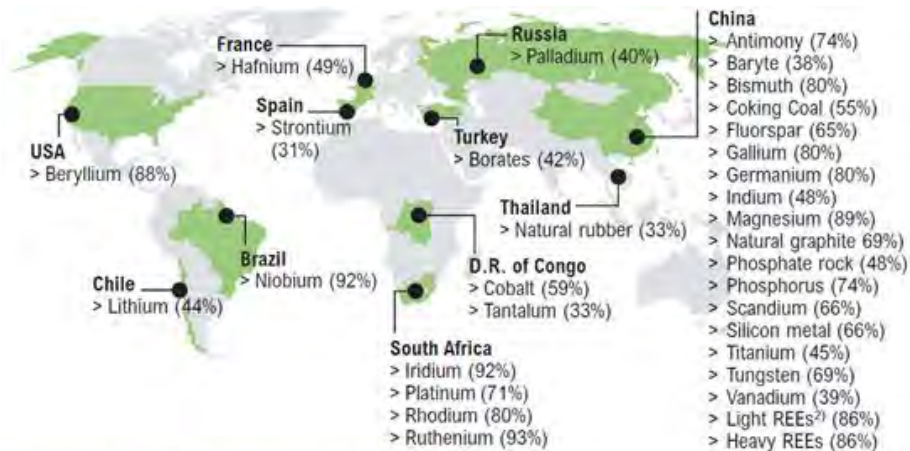 France
> Hafnium (49%)
Spain
> Strontium
(31%)
USA
> Beryllium (88%)
Russia
> Palladium (40%)
Turkey
> Borates (42%)
Thailand
> Natural rubber (33%)
Brazil
> Niobium (92%)
Chile
> Lithium (44%)
D.R. of Congo
> Cobalt (59%)
> Tantalum (33%)
South Africa
> Iridium (92%)
> Platinum (71%)
> Rhodium (80%)
> Ruthenium (93%)
China
> Antimony (74%)
> Baryte (38%)
> Bismuth (80%)
> Coking Coal (55%)
> Fluorspar (65%)
> Gallium (80%)
> Germanium (80%)
> Indium (48%)
> Magnesium (89%)
> Natural graphite 69%)
> Phosphate rock (48%)
> Phosphorus (74%)
> Scandium (66%)
> Silicon metal (66%)
> Titanium (45%)
> Tungsten (69%)
> Vanadium (39%)
> Light REEs²⁾ (86%)
> Heavy REEs (86%)